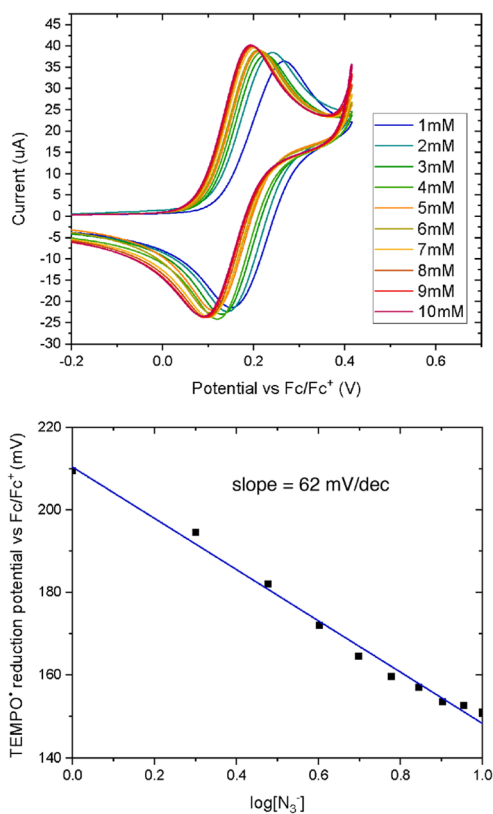 45
40
35
30
25
20
15
10
5
0
-5
-10
-15
-20
-25
-30
Current (uA)
1mM
2mM
3mM
4mM
5mM
6mM
7mM
8mM
9mM
10mM
-0.2
0.0
0.2
0.4
0.6
Potential vs Fc/Fc⁺ (V)
220
200
180
160
140
TEMPO• reduction potential vs Fc/Fc⁺ (mV)
slope = 62 mV/dec
0.0
0.2
0.4
0.6
0.8
1.0
log[N₃⁻]